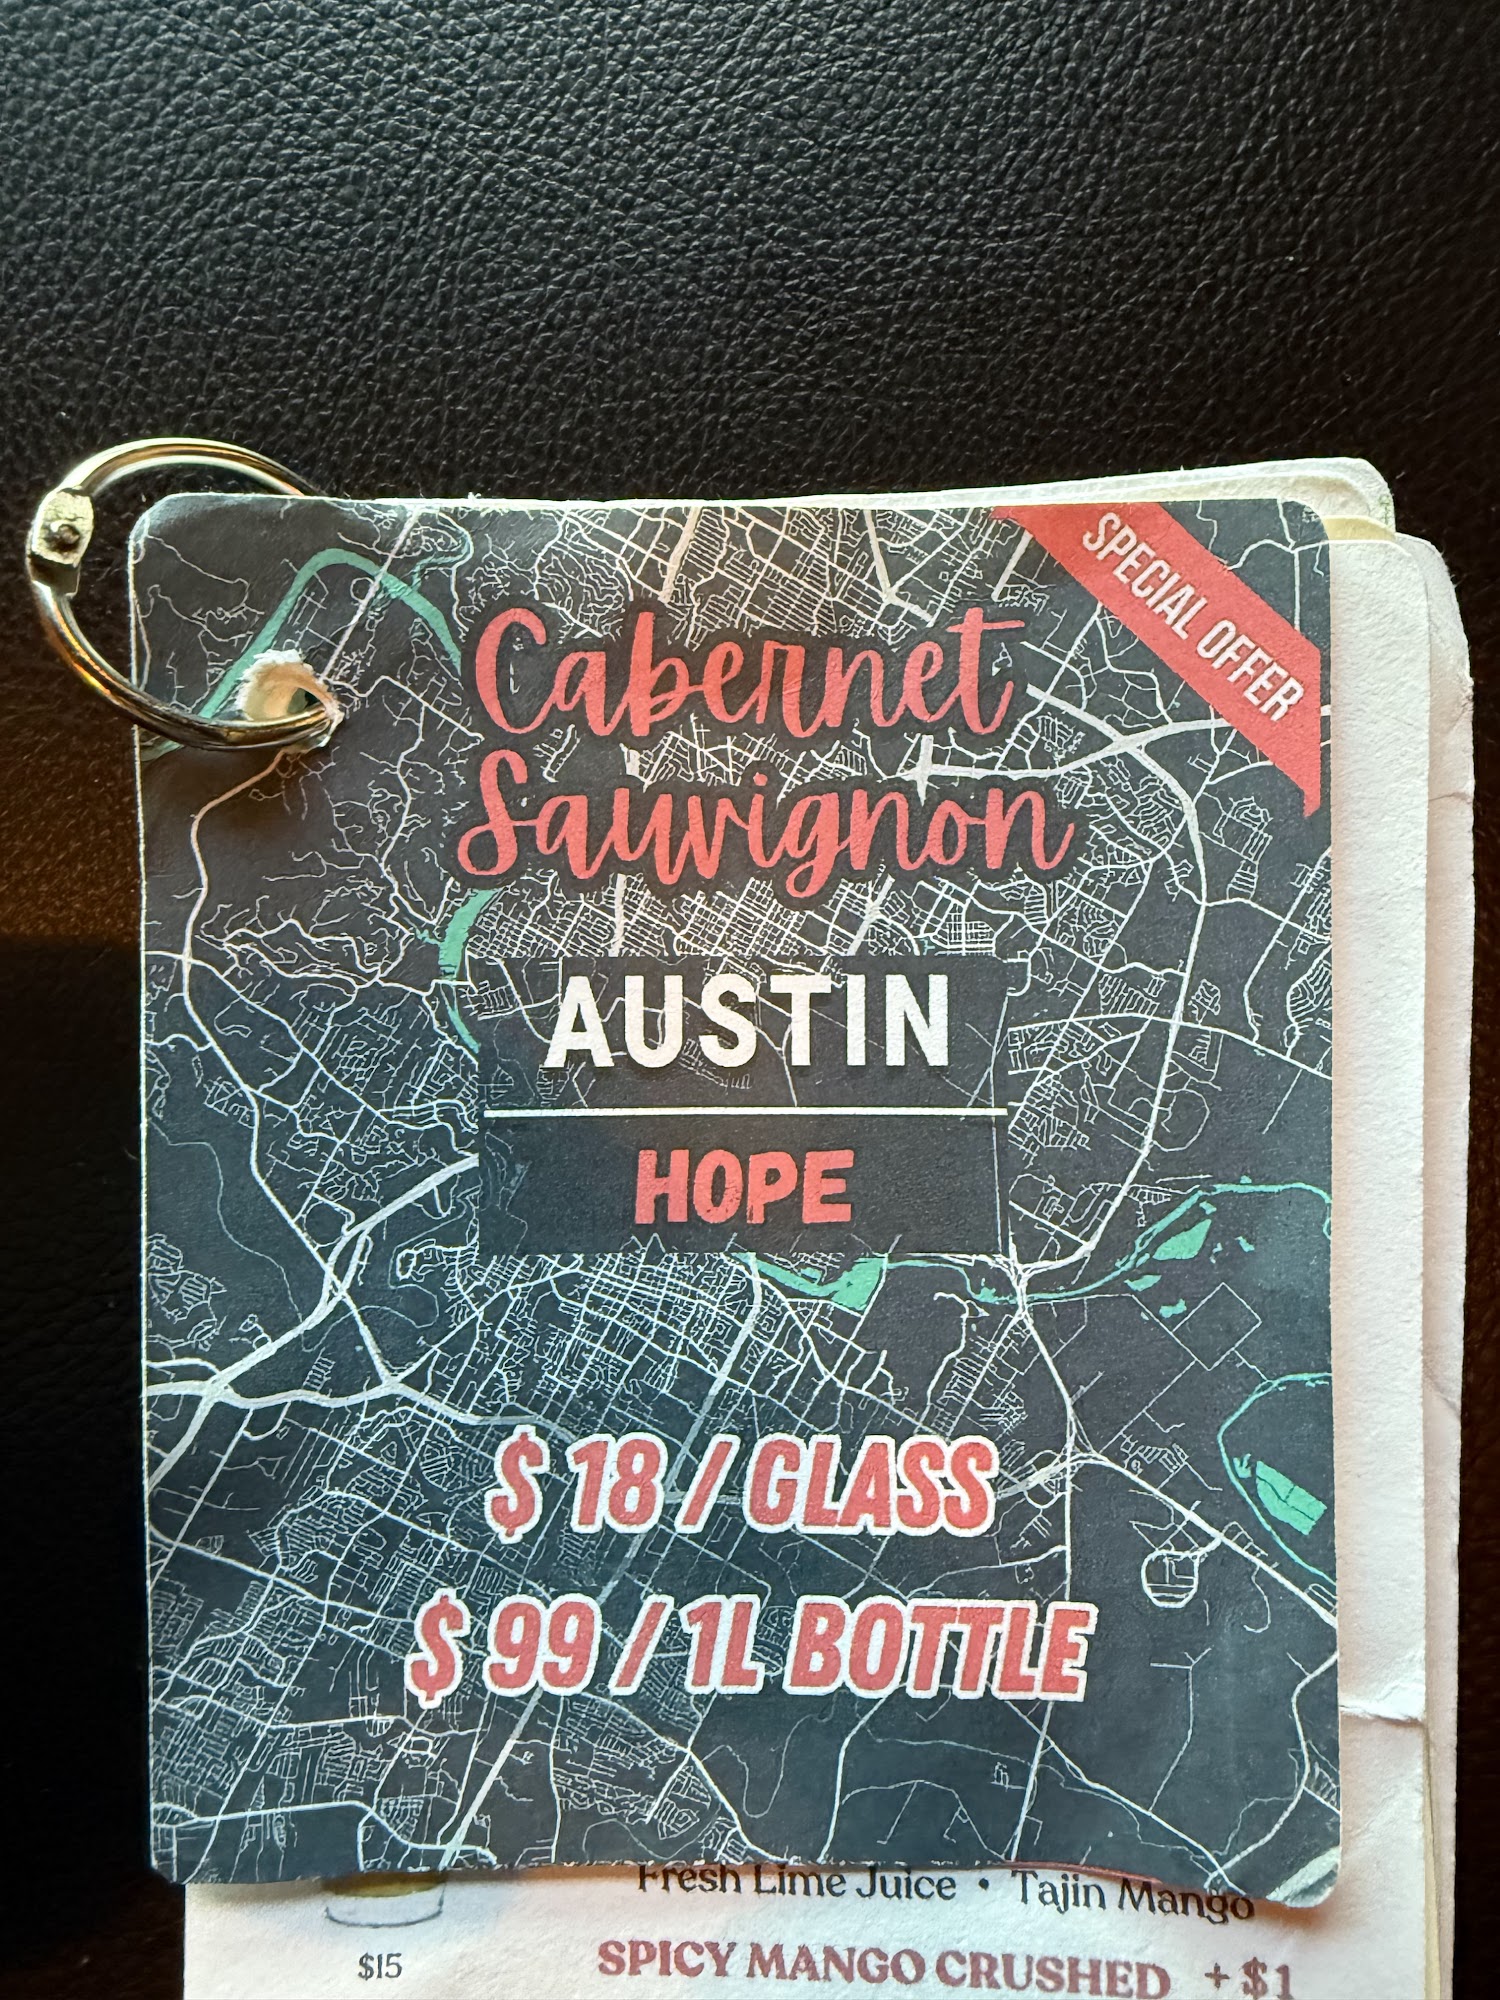 SPECIAL OFFER
Cabernet
Sauvignon
AUSTIN
HOPE
$ 18 / GLASS
$ 99 / 1L BOTTLE
Fresh Lime Juice • Tajin Mango
$15
SPICY MANGO CRUSHED + $1